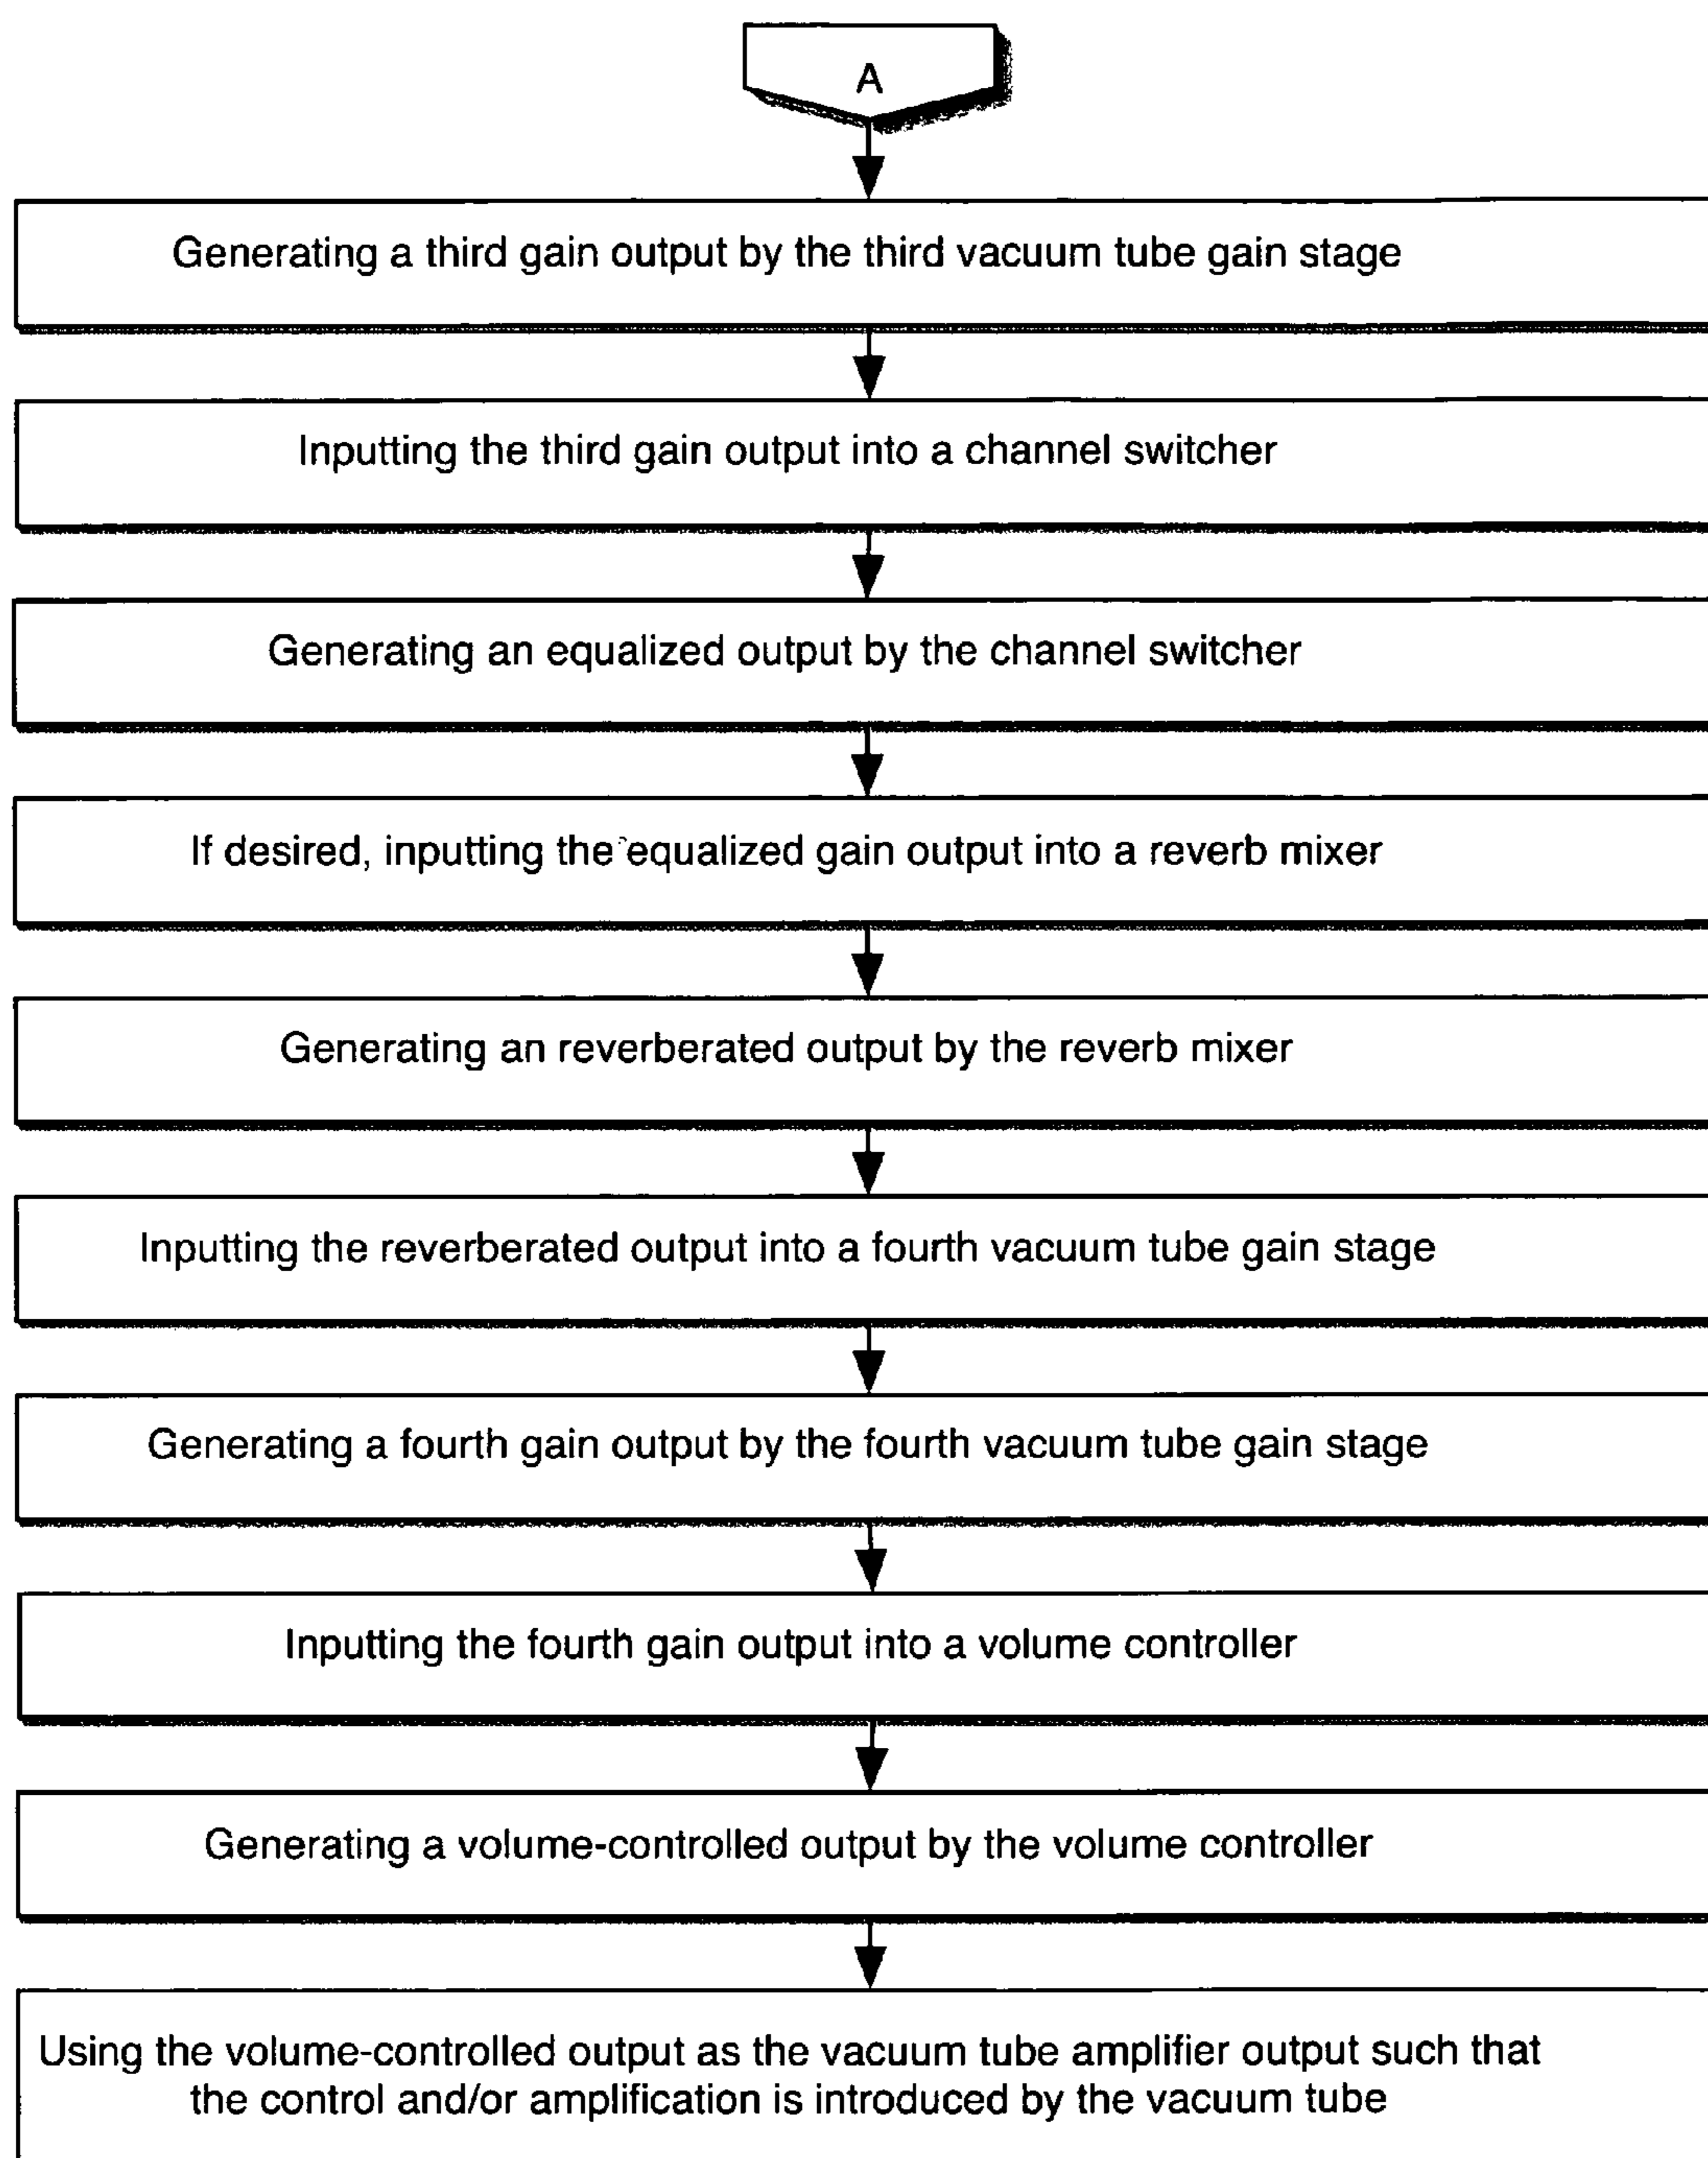 A
Generating a third gain output by the third vacuum tube gain stage
Inputting the third gain output into a channel switcher
Generating an equalized output by the channel switcher
If desired, inputting the equalized gain output into a reverb mixer
Generating an reverberated output by the reverb mixer
Inputting the reverberated output into a fourth vacuum tube gain stage
Generating a fourth gain output by the fourth vacuum tube gain stage
Inputting the fourth gain output into a volume controller
Generating a volume-controlled output by the volume controller
Using the volume-controlled output as the vacuum tube amplifier output such that
the control and/or amplification is introduced by the vacuum tube